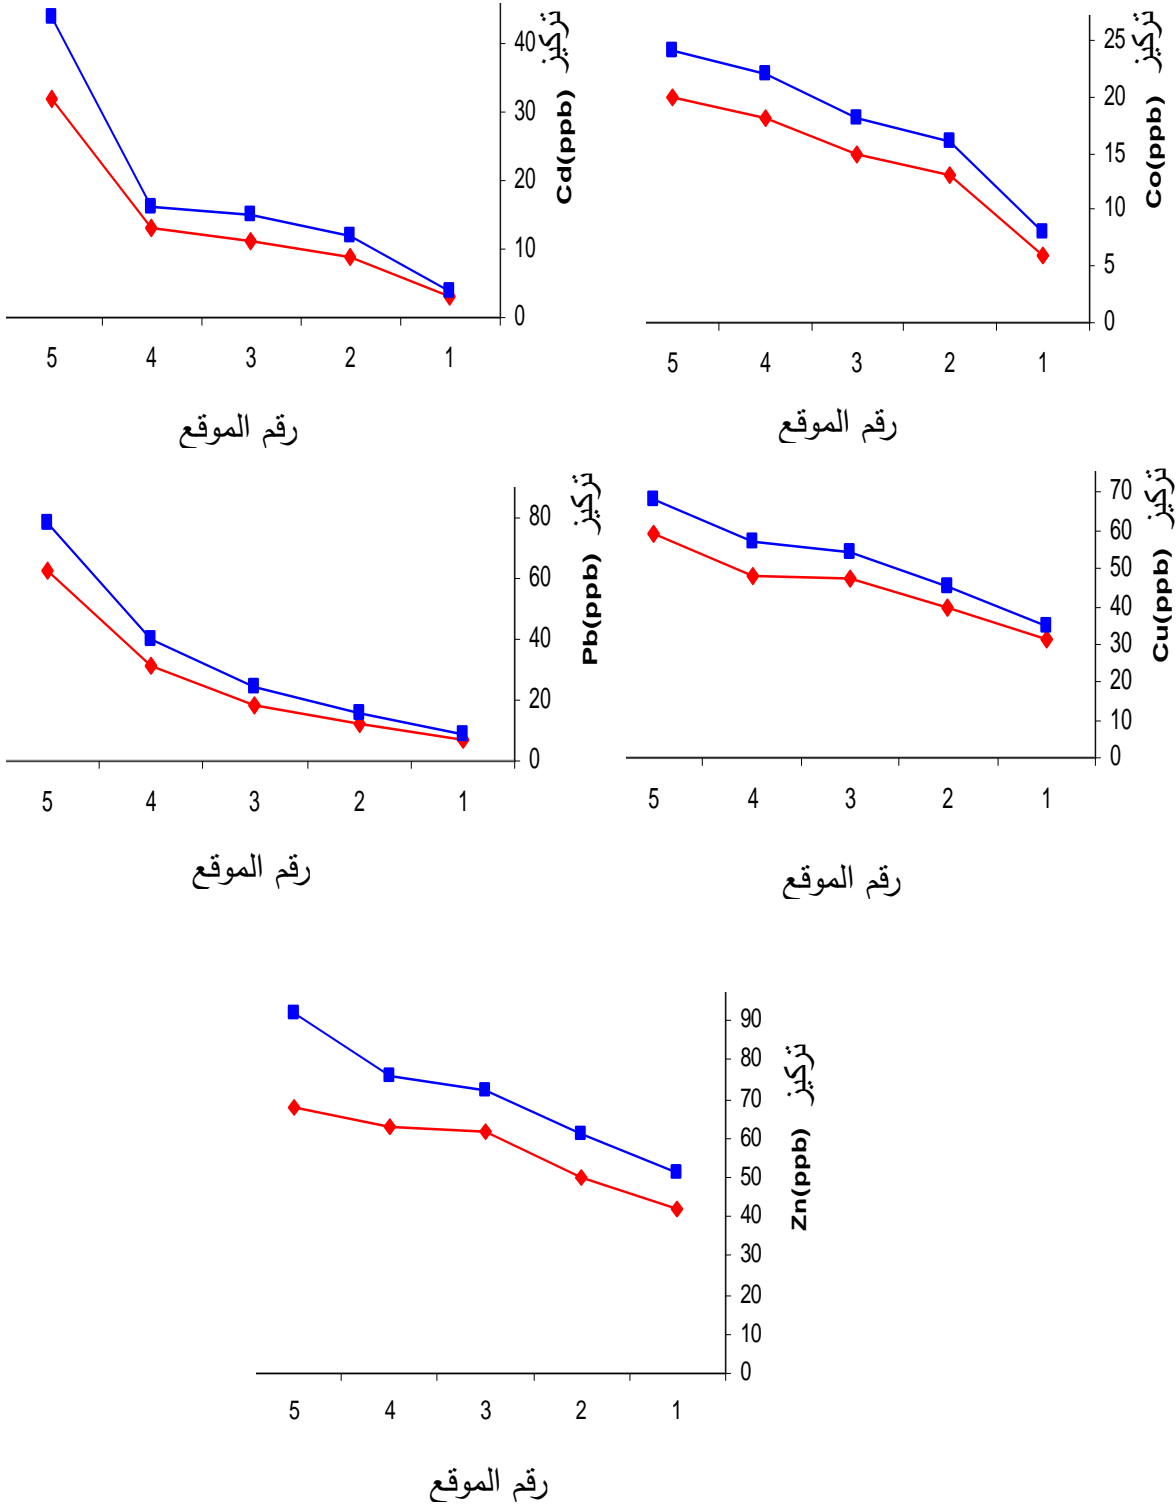 تركيز Cd(ppb)
40
30
20
10
0
5 4 3 2 1
رقم الموقع
تركيز Co(ppb)
25
20
15
10
5
0
5 4 3 2 1
رقم الموقع
تركيز Pb(ppb)
80
60
40
20
0
5 4 3 2 1
رقم الموقع
تركيز Cu(ppb)
70
60
50
40
30
20
10
0
5 4 3 2 1
رقم الموقع
تركيز Zn(ppb)
90
80
70
60
50
40
30
20
10
0
5 4 3 2 1
رقم الموقع